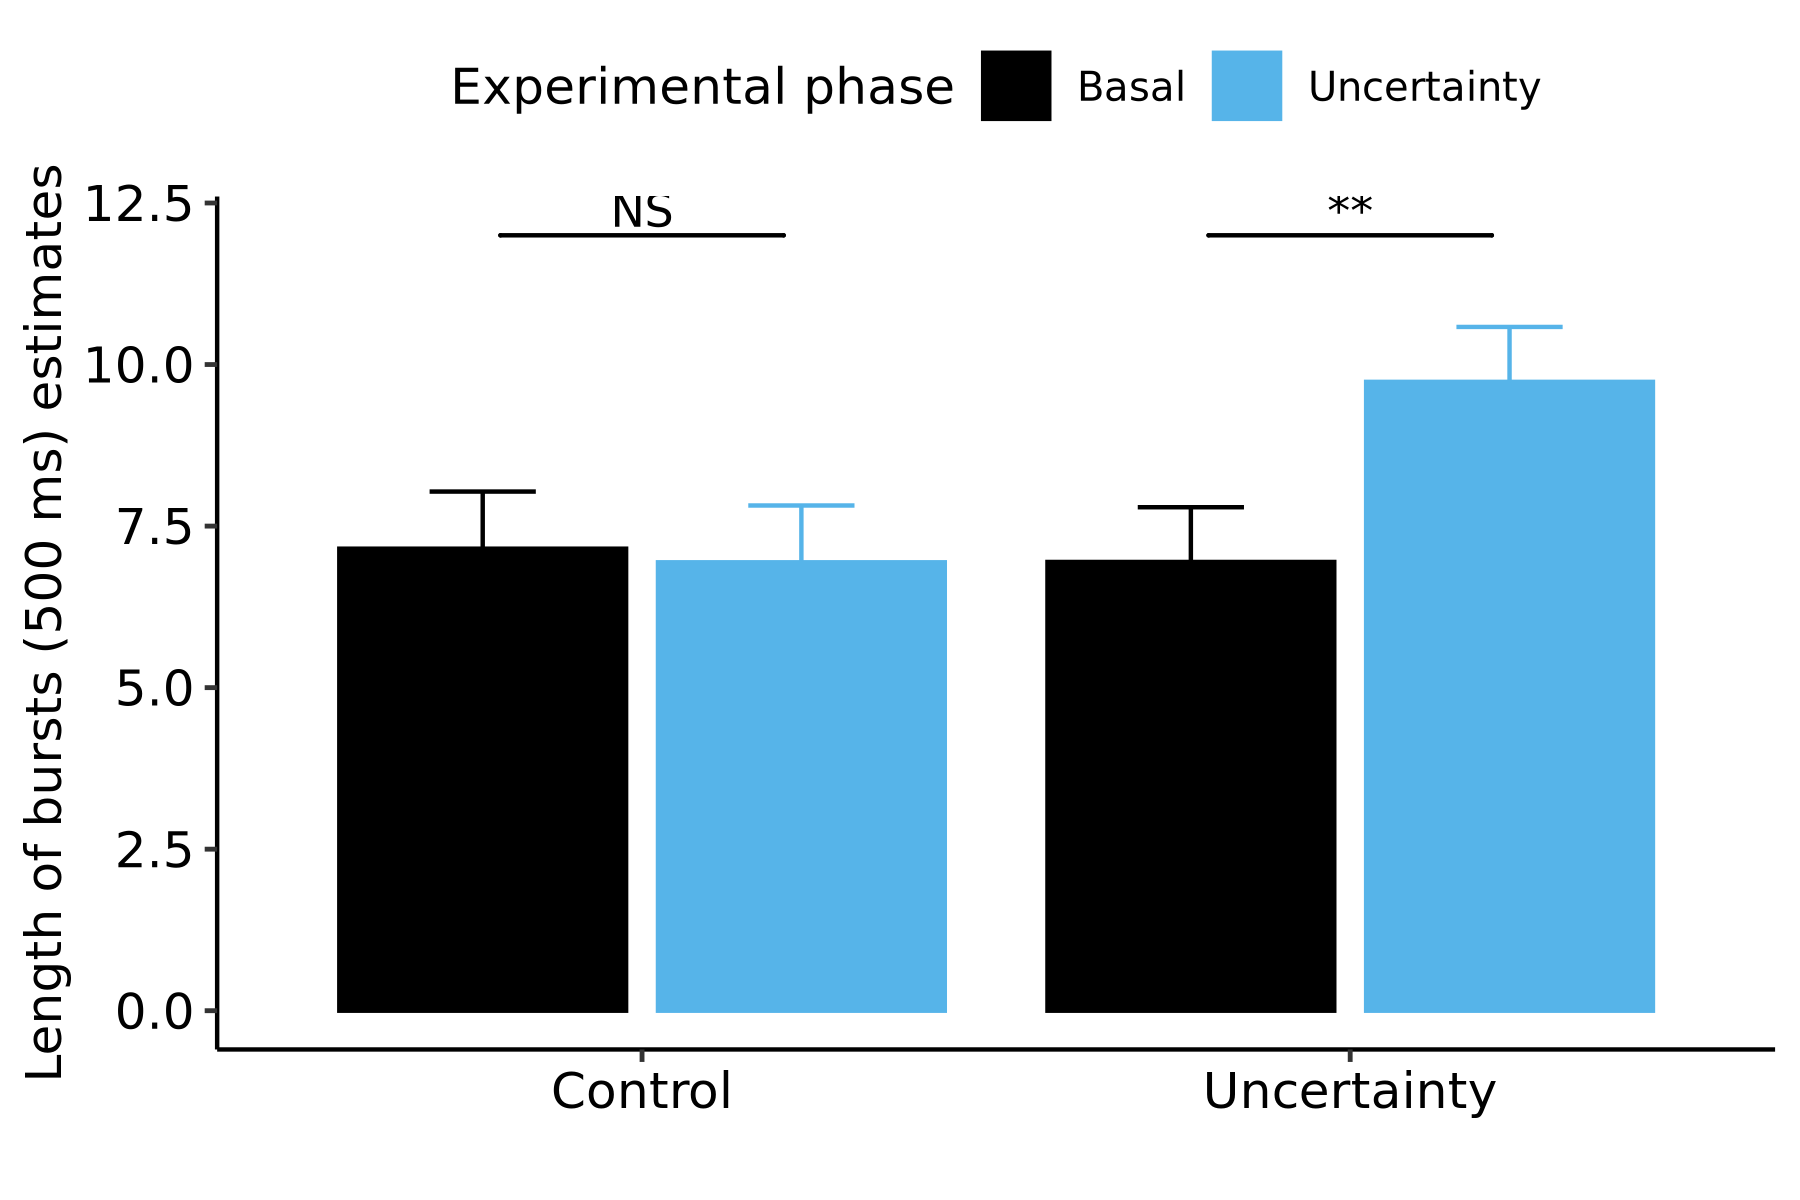 Experimental phase Basal Uncertainty
Length of bursts (500 ms) estimates
12.5
10.0
7.5
5.0
2.5
0.0
NS
**
Control Uncertainty